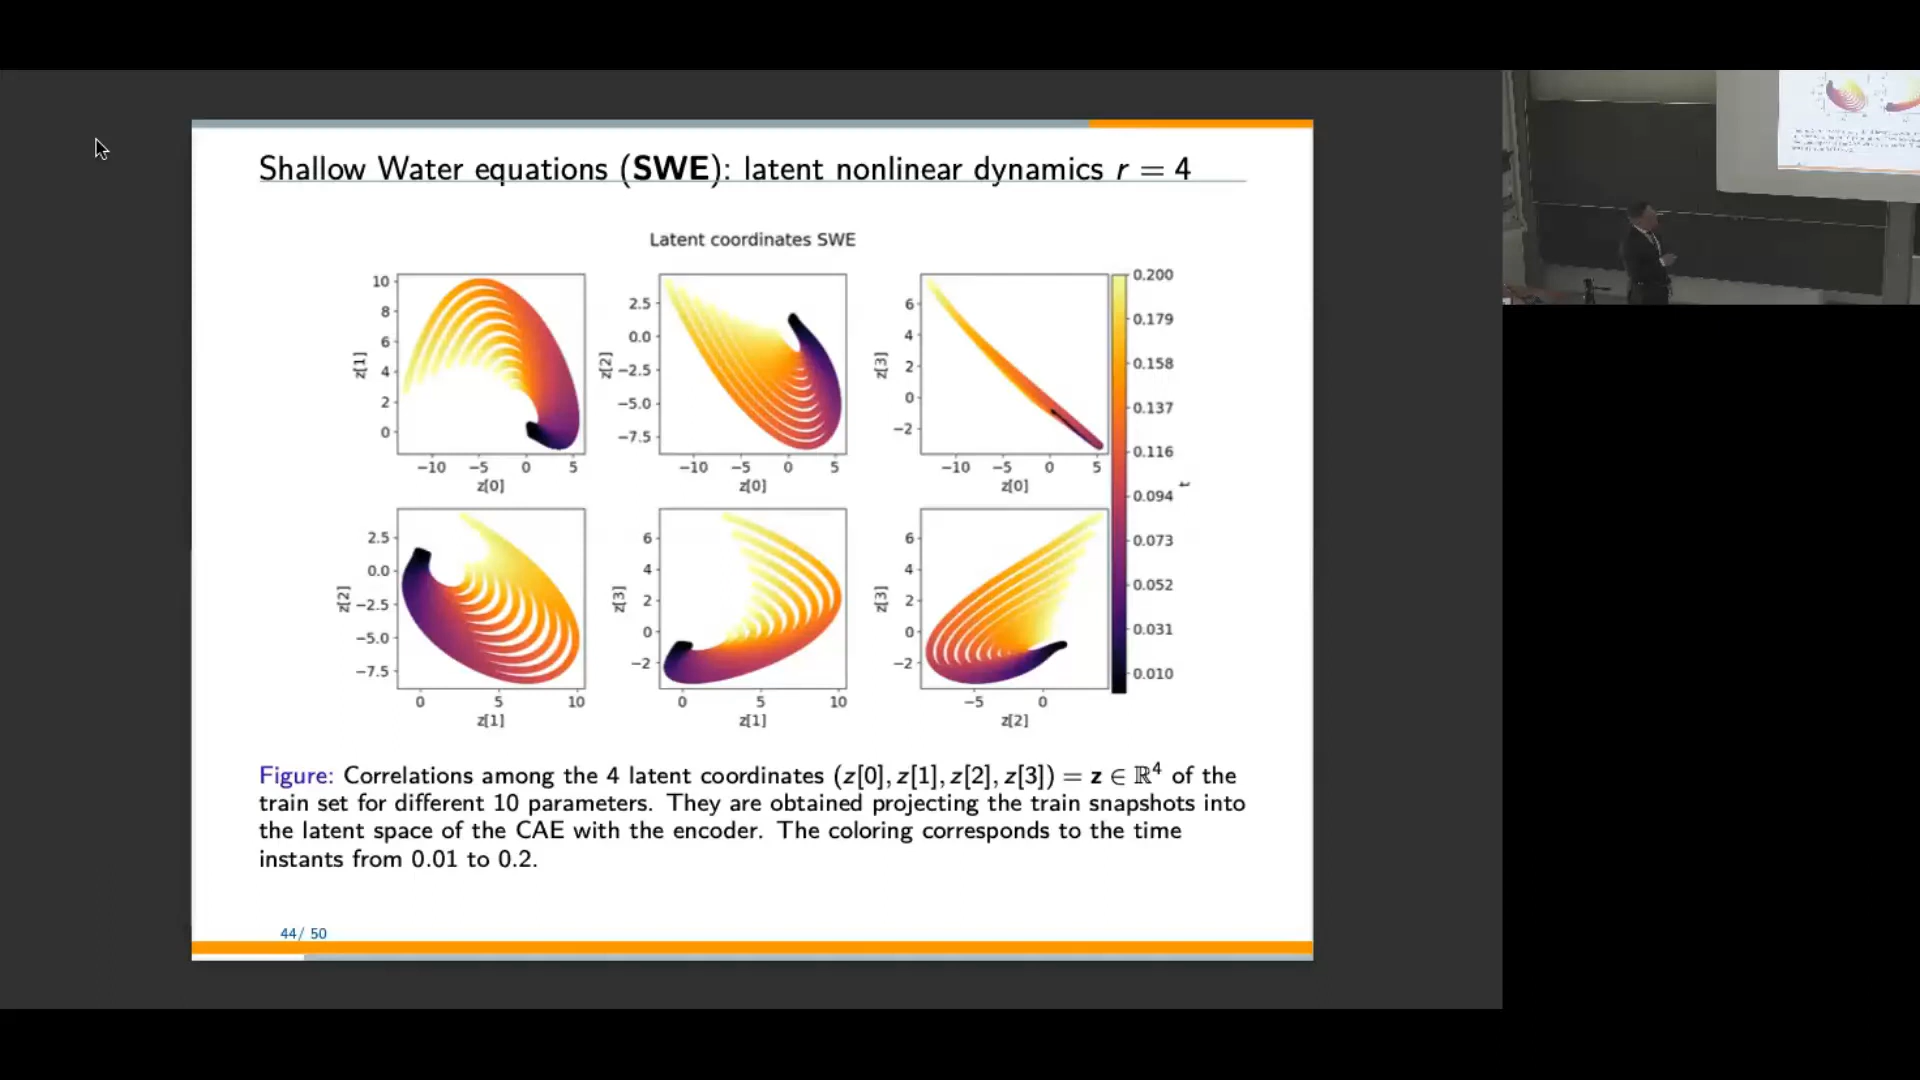 Shallow Water equations (SWE): latent nonlinear dynamics r = 4
Latent coordinates SWE
10
8
6
4
2
0
z[1]
−10 −5 0 5
z[0]
2.5
0.0
−2.5
−5.0
−7.5
z[2]
−10 −5 0 5
z[0]
6
4
2
0
−2
z[3]
−10 −5 0 5
z[0]
0.200
0.179
0.158
0.137
0.116
0.094
0.073
0.052
0.031
0.010
t
2.5
0.0
−2.5
−5.0
−7.5
z[2]
0 5 10
z[1]
6
4
2
0
−2
z[3]
0 5 10
z[1]
6
4
2
0
−2
z[3]
−5 0
z[2]
Figure: Correlations among the 4 latent coordinates (z[0], z[1], z[2], z[3]) = z ∈ ℝ⁴ of the
train set for different 10 parameters. They are obtained projecting the train snapshots into
the latent space of the CAE with the encoder. The coloring corresponds to the time
instants from 0.01 to 0.2.
44/ 50